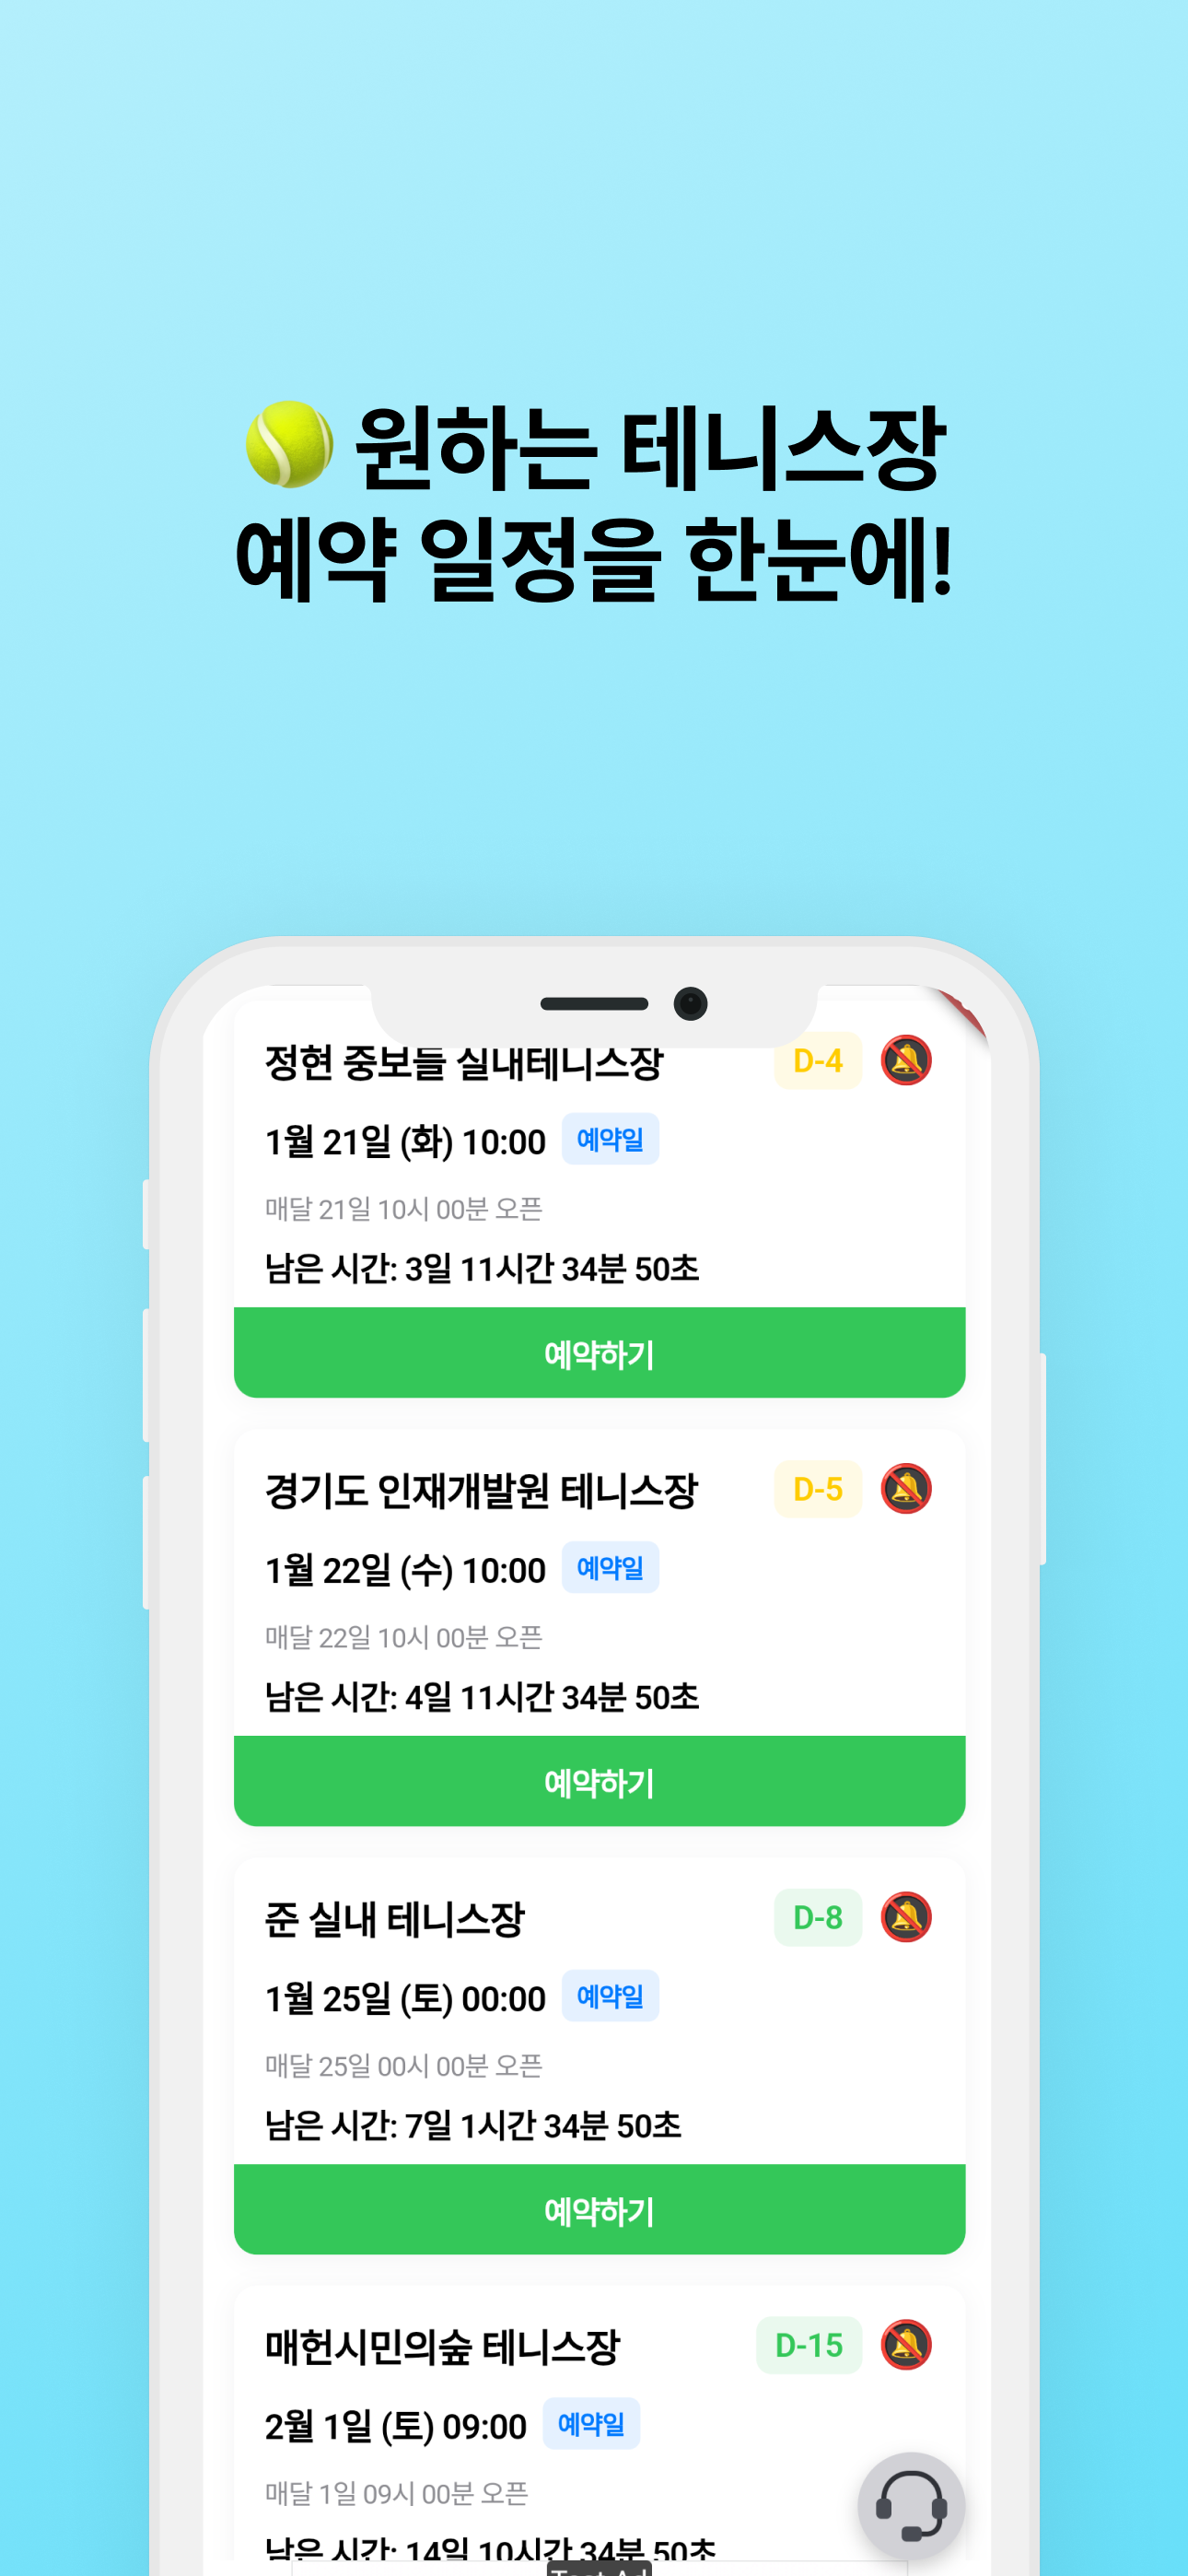 원하는 테니스장
예약 일정을 한눈에!
정현 중보들 실내테니스장 D-4
1월 21일 (화) 10:00 예약일
매달 21일 10시 00분 오픈
남은 시간: 3일 11시간 34분 50초
예약하기
경기도 인재개발원 테니스장 D-5
1월 22일 (수) 10:00 예약일
매달 22일 10시 00분 오픈
남은 시간: 4일 11시간 34분 50초
예약하기
준 실내 테니스장 D-8
1월 25일 (토) 00:00 예약일
매달 25일 00시 00분 오픈
남은 시간: 7일 1시간 34분 50초
예약하기
매헌시민의숲 테니스장 D-15
2월 1일 (토) 09:00 예약일
매달 1일 09시 00분 오픈
남은 시간: 14일 10시간 34분 50초
Test Ad